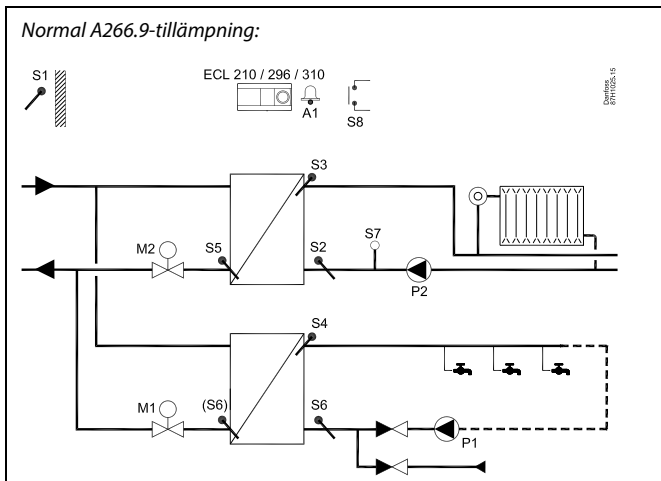 Normal A266.9-tillämpning:
S1
ECL 210 / 296 / 310
A1
S8
Danfoss
87H1025.15
S3
M2
S5
S2
S7
P2
S4
M1
(S6)
S6
P1